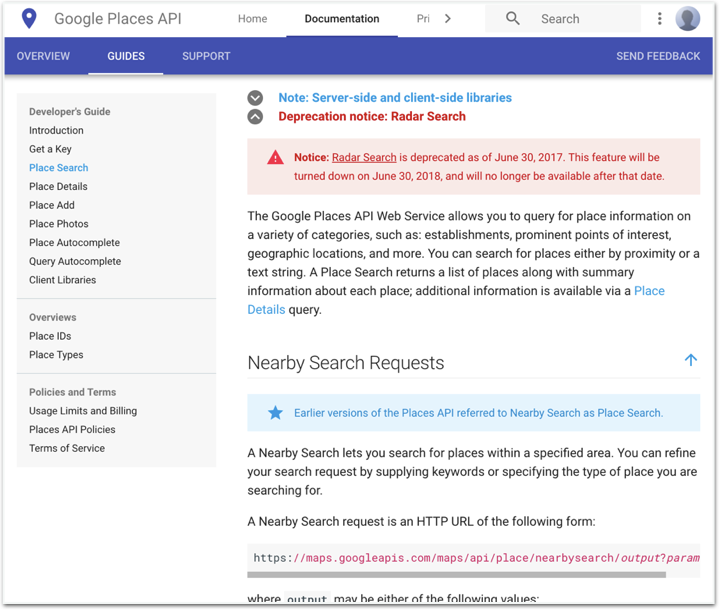 Google Places API
Home
Documentation
Pri
Search
OVERVIEW
GUIDES
SUPPORT
SEND FEEDBACK
Developer's Guide
Introduction
Get a Key
Place Search
Place Details
Place Add
Place Photos
Place Autocomplete
Query Autocomplete
Client Libraries
Overviews
Place IDs
Place Types
Policies and Terms
Usage Limits and Billing
Places API Policies
Terms of Service
Note: Server-side and client-side libraries
Deprecation notice: Radar Search
Notice: Radar Search is deprecated as of June 30, 2017. This feature will be
turned down on June 30, 2018, and will no longer be available after that date.
The Google Places API Web Service allows you to query for place information on
a variety of categories, such as: establishments, prominent points of interest,
geographic locations, and more. You can search for places either by proximity or a
text string. A Place Search returns a list of places along with summary
information about each place; additional information is available via a Place
Details query.
Nearby Search Requests
Earlier versions of the Places API referred to Nearby Search as Place Search.
A Nearby Search lets you search for places within a specified area. You can refine
your search request by supplying keywords or specifying the type of place you are
searching for.
A Nearby Search request is an HTTP URL of the following form:
https://maps.googleapis.com/maps/api/place/nearbysearch/output?param
where output may be either of the following values: